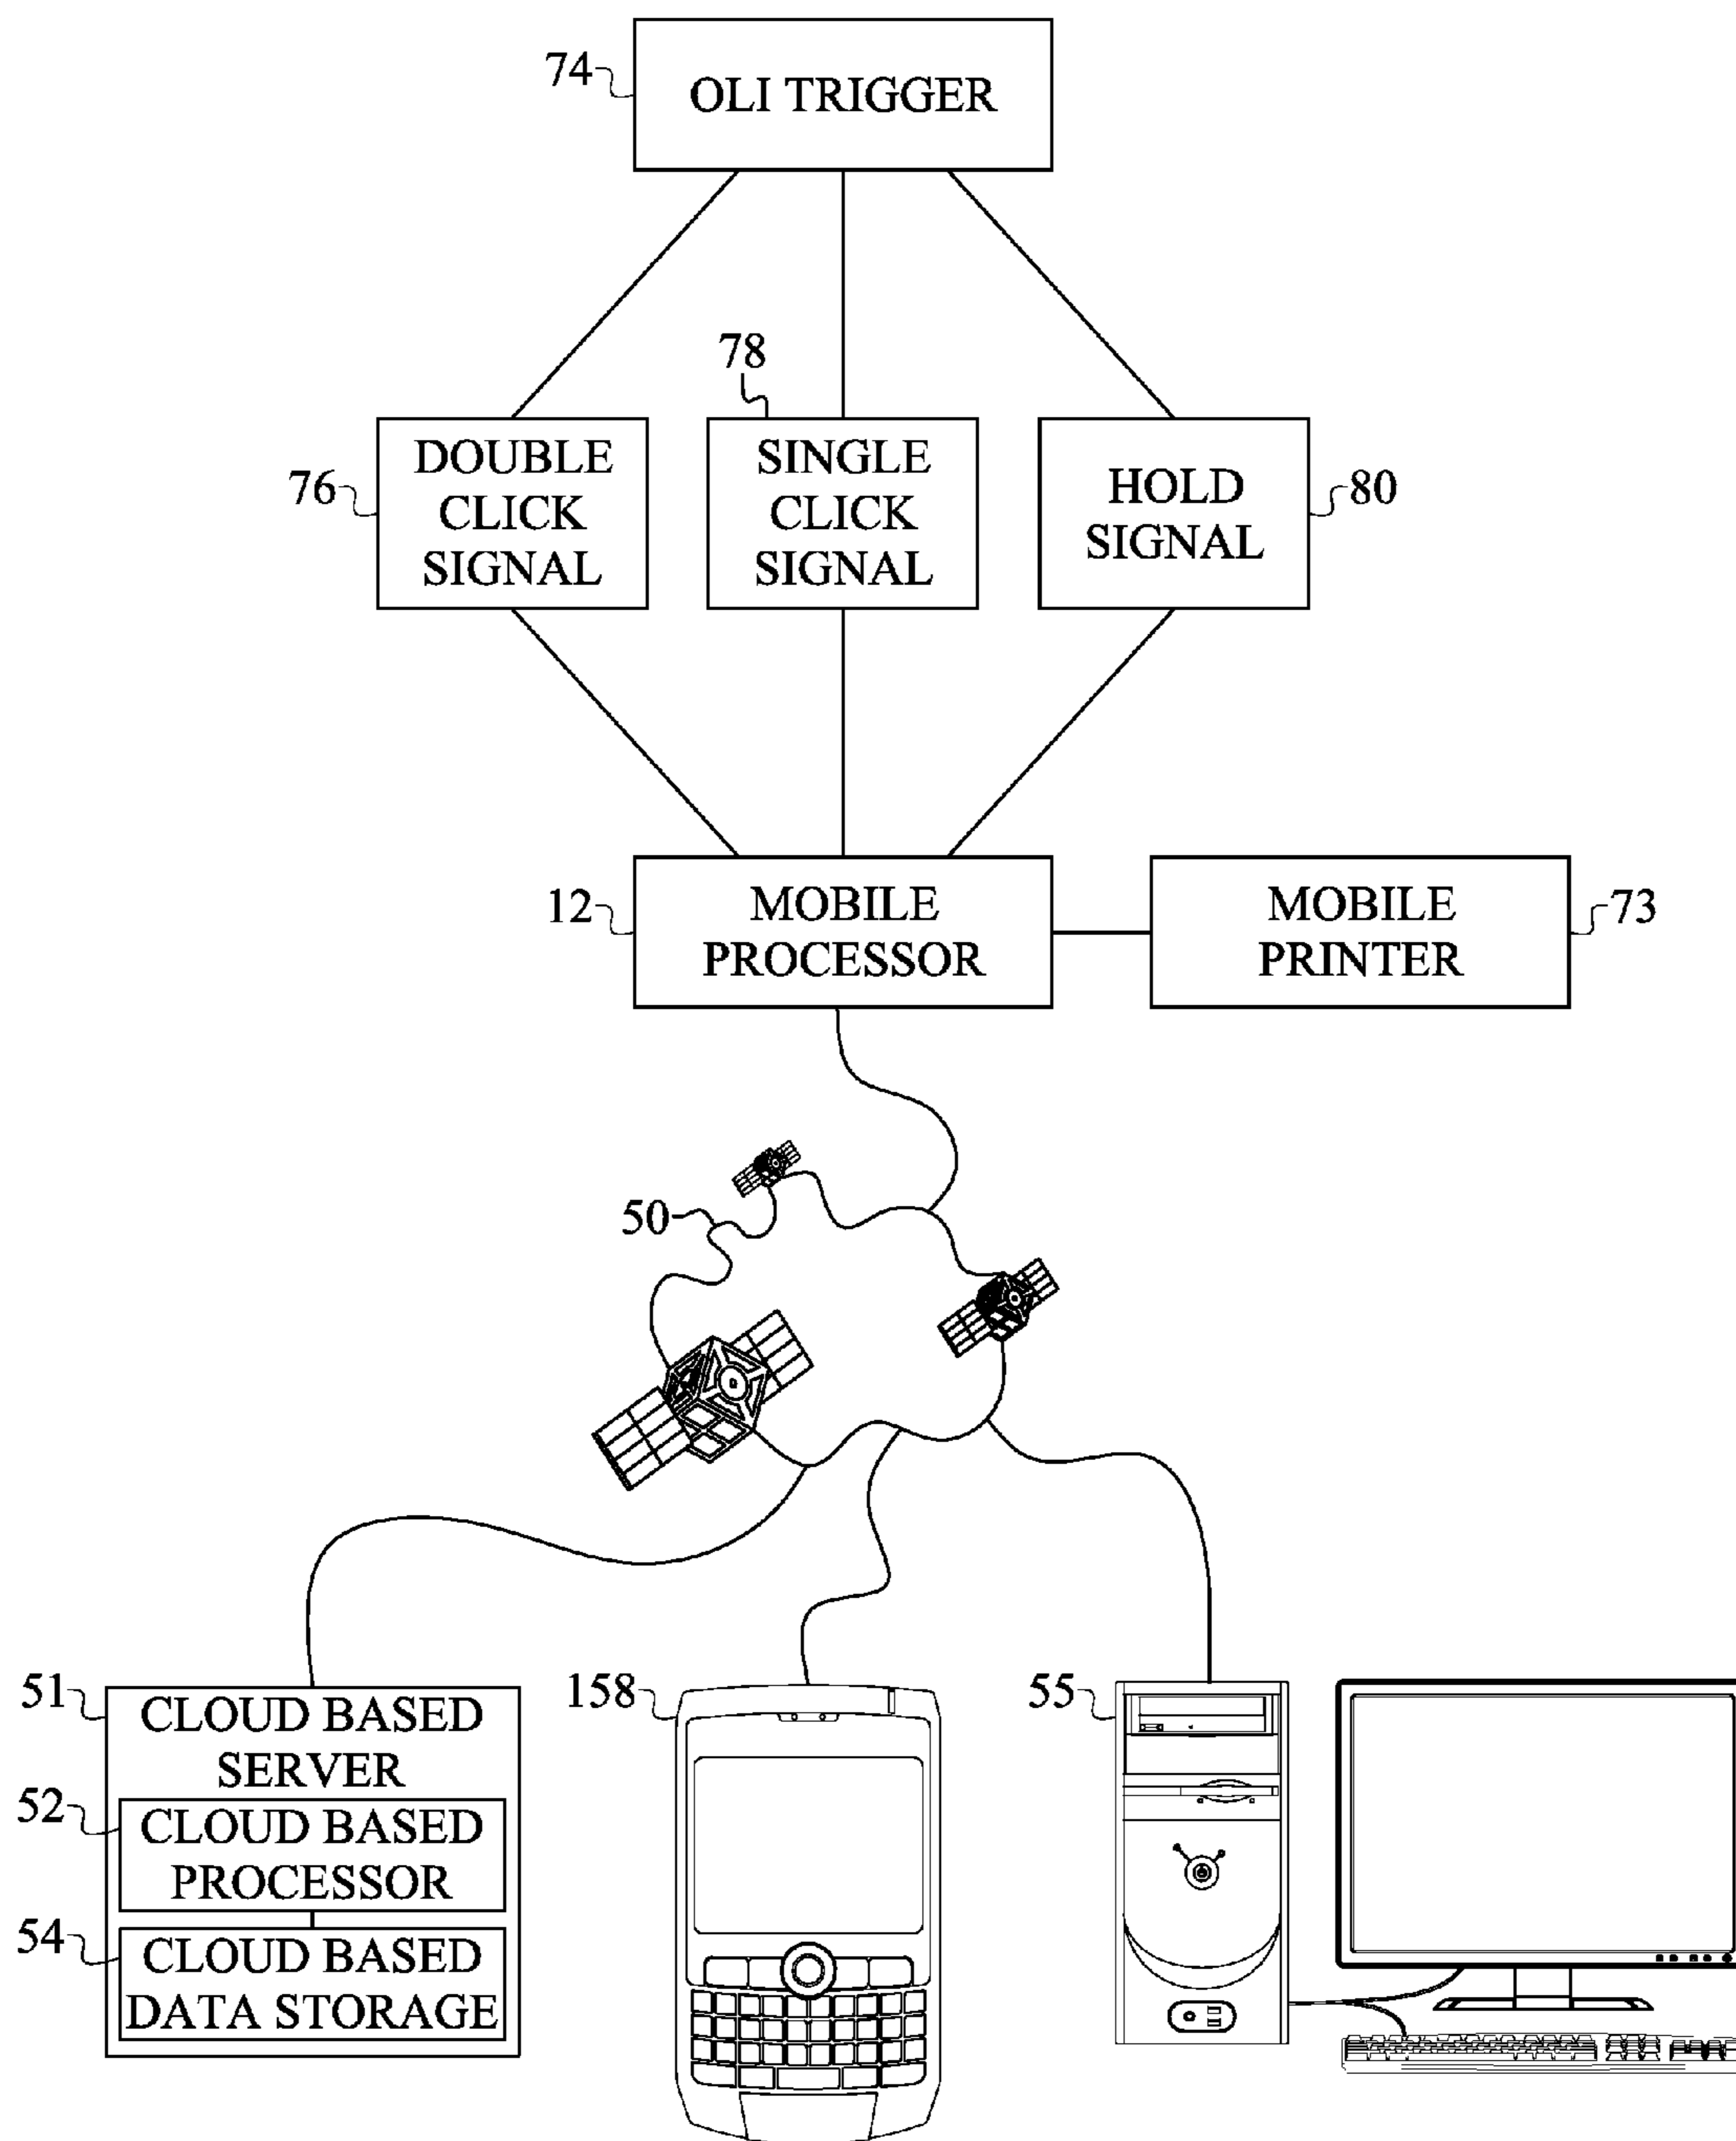 74
OLI TRIGGER
78
76
DOUBLE
CLICK
SIGNAL
SINGLE
CLICK
SIGNAL
HOLD
SIGNAL
80
12
MOBILE
PROCESSOR
MOBILE
PRINTER
73
50
51
CLOUD BASED
SERVER
52
CLOUD BASED
PROCESSOR
54
CLOUD BASED
DATA STORAGE
158
55